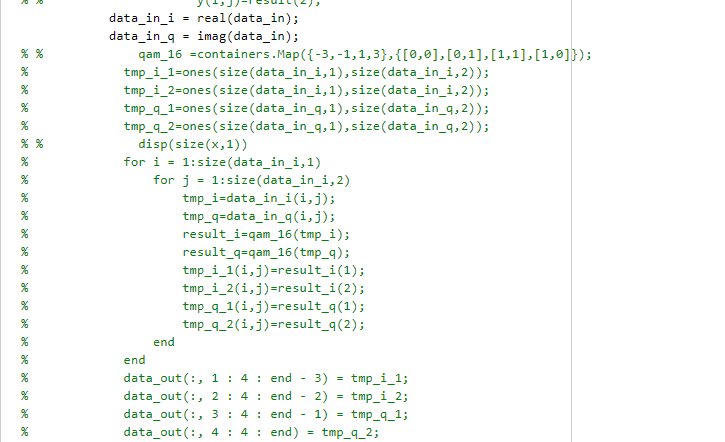 % %                     y(i,j)=result(2);
            data_in_i = real(data_in);
            data_in_q = imag(data_in);
% %             qam_16 =containers.Map({-3,-1,1,3},{[0,0],[0,1],[1,1],[1,0]});
%             tmp_i_1=ones(size(data_in_i,1),size(data_in_i,2));
%             tmp_i_2=ones(size(data_in_i,1),size(data_in_i,2));
%             tmp_q_1=ones(size(data_in_q,1),size(data_in_q,2));
%             tmp_q_2=ones(size(data_in_q,1),size(data_in_q,2));
% %             disp(size(x,1))
%             for i = 1:size(data_in_i,1)
%                 for j = 1:size(data_in_i,2)
%                     tmp_i=data_in_i(i,j);
%                     tmp_q=data_in_q(i,j);
%                     result_i=qam_16(tmp_i);
%                     result_q=qam_16(tmp_q);
%                     tmp_i_1(i,j)=result_i(1);
%                     tmp_i_2(i,j)=result_i(2);
%                     tmp_q_1(i,j)=result_q(1);
%                     tmp_q_2(i,j)=result_q(2);
%                 end
%             end
%             data_out(:, 1 : 4 : end - 3) = tmp_i_1;
%             data_out(:, 2 : 4 : end - 2) = tmp_i_2;
%             data_out(:, 3 : 4 : end - 1) = tmp_q_1;
%             data_out(:, 4 : 4 : end) = tmp_q_2;